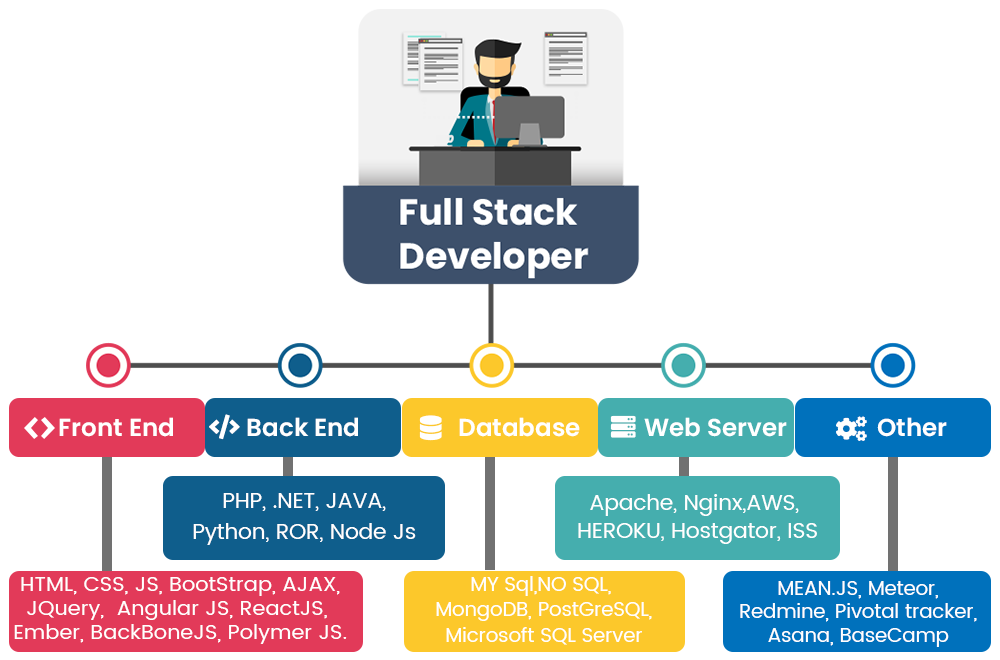 Full Stack
Developer
Front End
Back End
Database
Web Server
Other
PHP, .NET, JAVA,
Python, ROR, Node Js
Apache, Nginx,AWS,
HEROKU, Hostgator, ISS
HTML, CSS, JS, BootStrap, AJAX,
JQuery, Angular JS, ReactJS,
Ember, BackBoneJS, Polymer JS.
MY Sql,NO SQL,
MongoDB, PostGreSQL,
Microsoft SQL Server
MEAN.JS, Meteor,
Redmine, Pivotal tracker,
Asana, BaseCamp